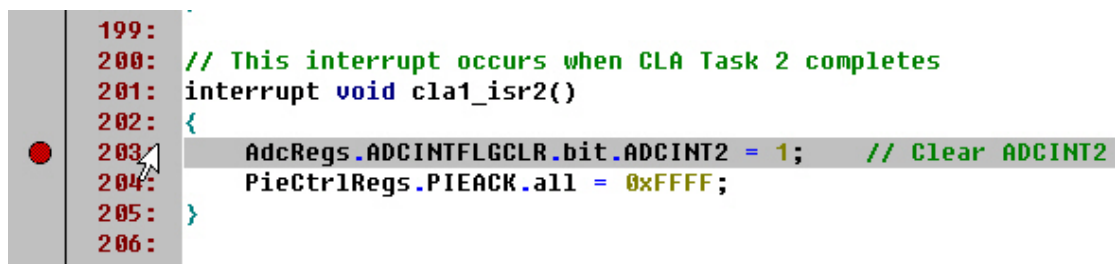 199:
200: // This interrupt occurs when CLA Task 2 completes
201: interrupt void cla1_isr2()
202: {
203: AdcRegs.ADCINTFLGCLR.bit.ADCINT2 = 1; // Clear ADCINT2
204: PieCtrlRegs.PIEACK.all = 0xFFFF;
205: }
206: